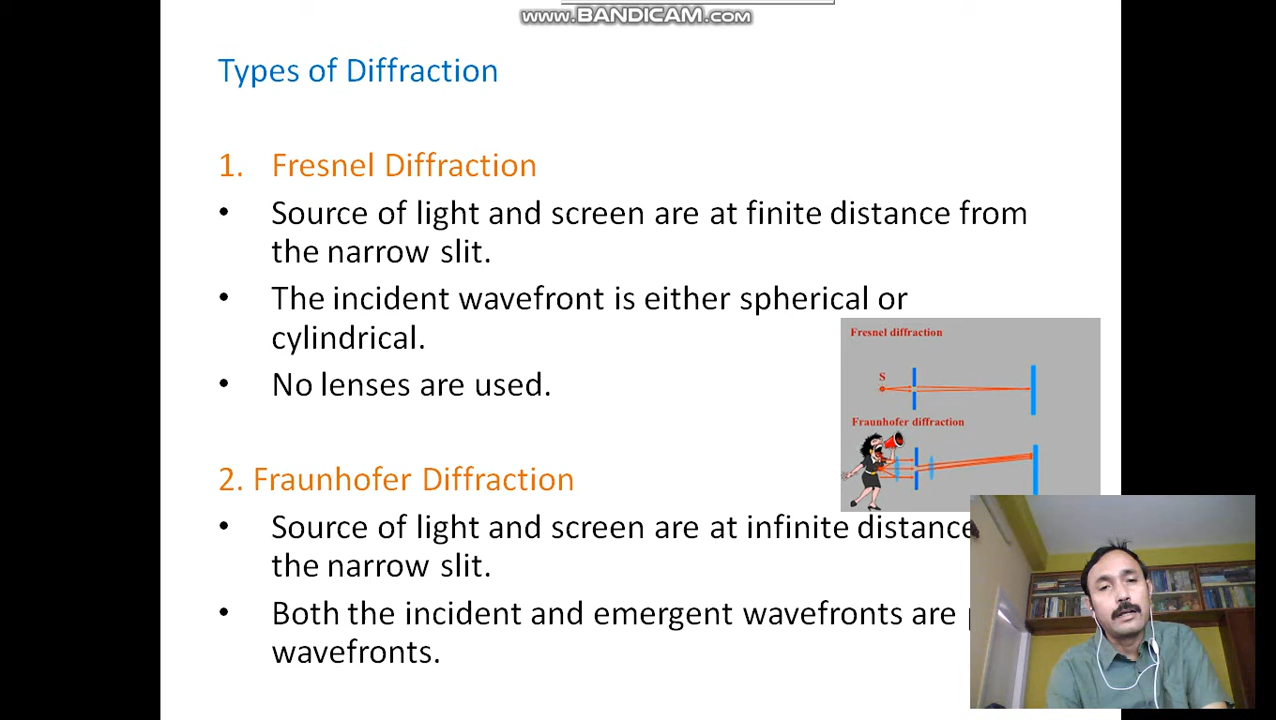 www.BANDICAM.com
Types of Diffraction
1. Fresnel Diffraction
• Source of light and screen are at finite distance from
the narrow slit.
• The incident wavefront is either spherical or
cylindrical.
• No lenses are used.
Fresnel diffraction
S
Fraunhofer diffraction
2. Fraunhofer Diffraction
• Source of light and screen are at infinite distance
the narrow slit.
• Both the incident and emergent wavefronts are
wavefronts.